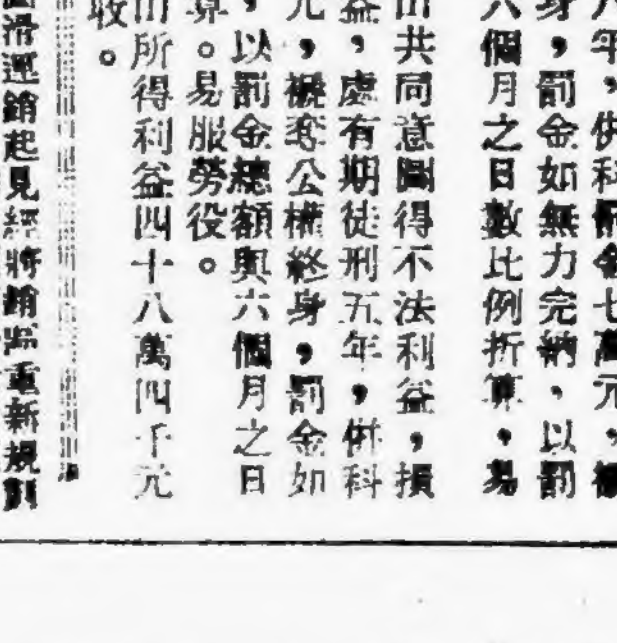 八年，併科罰金七萬元，褫
身，罰金如無力完納、以罰
六個月之日數比例折算，易
山共同意圖得不法利益，損
益，處有期徒刑五年，併科
元，褫奪公權終身，罰金如
，以罰金總額與六個月之日
算。易服勞役。
所得利益四十八萬四千元
收。
滑運銷起見經將銷點重新規劃